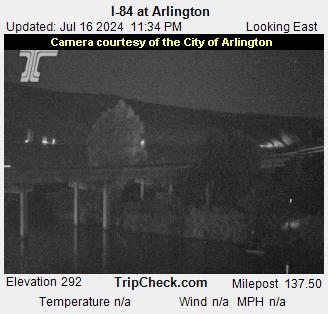 I-84 at Arlington
Updated: Jul 16 2024 11:34 PM Looking East
Camera courtesy of the City of Arlington
Elevation 292 TripCheck.com Milepost 137.50
Temperature n/a Wind n/a MPH n/a